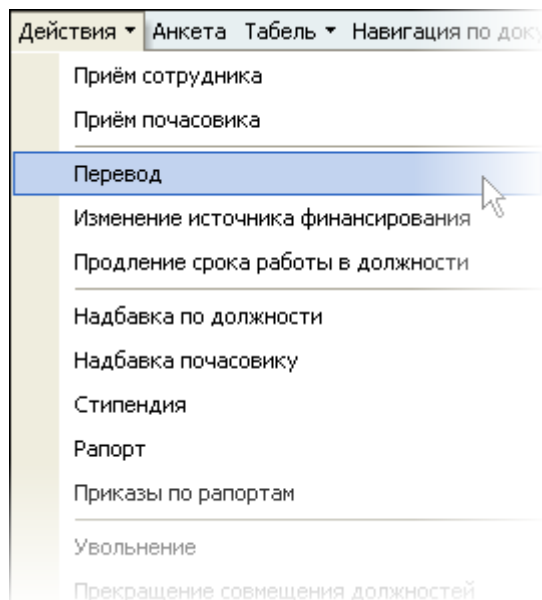 Действия Анкета Табель Навигация по доку
Приём сотрудника
Приём почасовика
Перевод
Изменение источника финансирования
Продление срока работы в должности
Надбавка по должности
Надбавка почасовику
Стипендия
Рапорт
Приказы по рапортам
Увольнение
Прекращение совмещения должностей